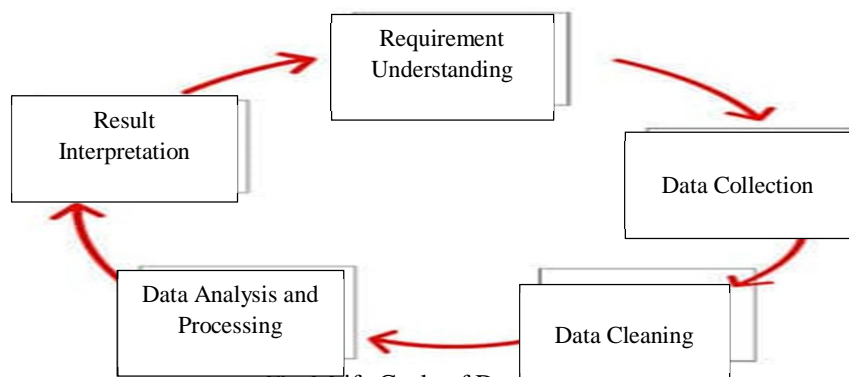 Requirement
Understanding
Result
Interpretation
Data Collection
Data Analysis and
Processing
Data Cleaning